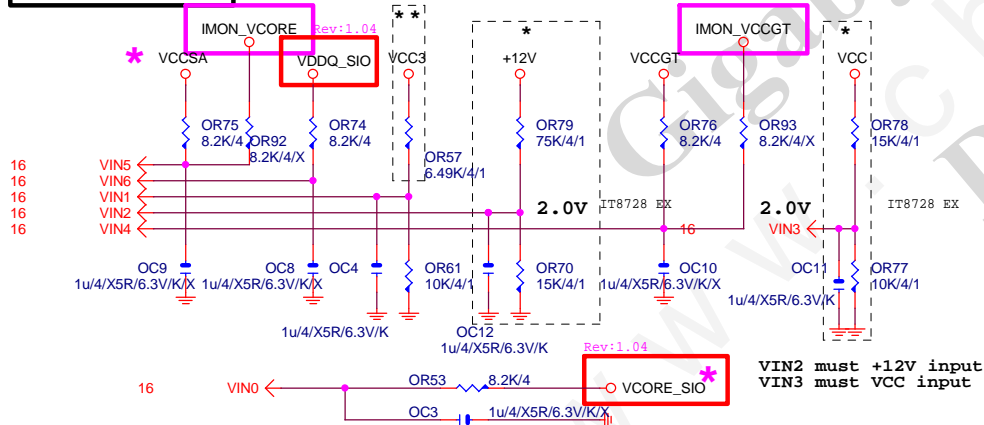 IMON_VCORE
Rev:1.04
* *
*
IMON_VCCGT
*
*
VCCSA
VDDQ_SIO
VCC3
+12V
VCCGT
VCC
OR75
8.2K/4
OR92
8.2K/4/X
OR74
8.2K/4
OR57
6.49K/4/1
OR79
75K/4/1
OR76
8.2K/4
OR93
8.2K/4/X
OR78
15K/4/1
16 VIN5
16 VIN6
16 VIN1
16 VIN2
16 VIN4
2.0V
IT8728 EX
16
2.0V
VIN3
IT8728 EX
OC9
1u/4/X5R/6.3V/K/X
OC8
1u/4/X5R/6.3V/K/X
OC4
1u/4/X5R/6.3V/K
OR61
10K/4/1
OC12
1u/4/X5R/6.3V/K
OR70
15K/4/1
OC10
1u/4/X5R/6.3V/K/X
OC11
1u/4/X5R/6.3V/K
OR77
10K/4/1
Rev:1.04
16 VIN0
OR53 8.2K/4
VCORE_SIO *
OC3 1u/4/X5R/6.3V/K/X
VIN2 must +12V input
VIN3 must VCC input